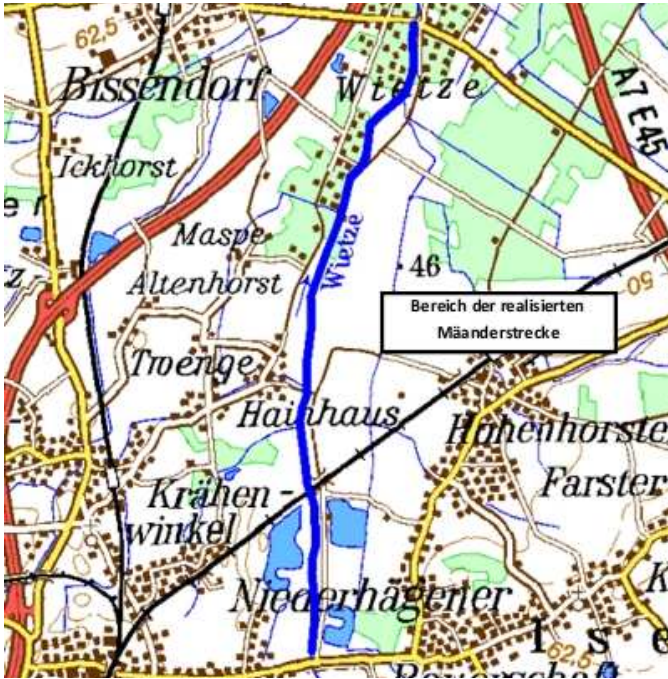 62,5
Bissendorf
Wietze
A7 E45
Ickhorst
Maspe
Wietze
Altenhorst
46
50
Bereich der realisierten
Mäanderstrecke
Twenge
Hainhaus
Hohenhorster
Farster
Krähen-
winkel
Niederhägener
K
I s e
62,5
Bauerschaft